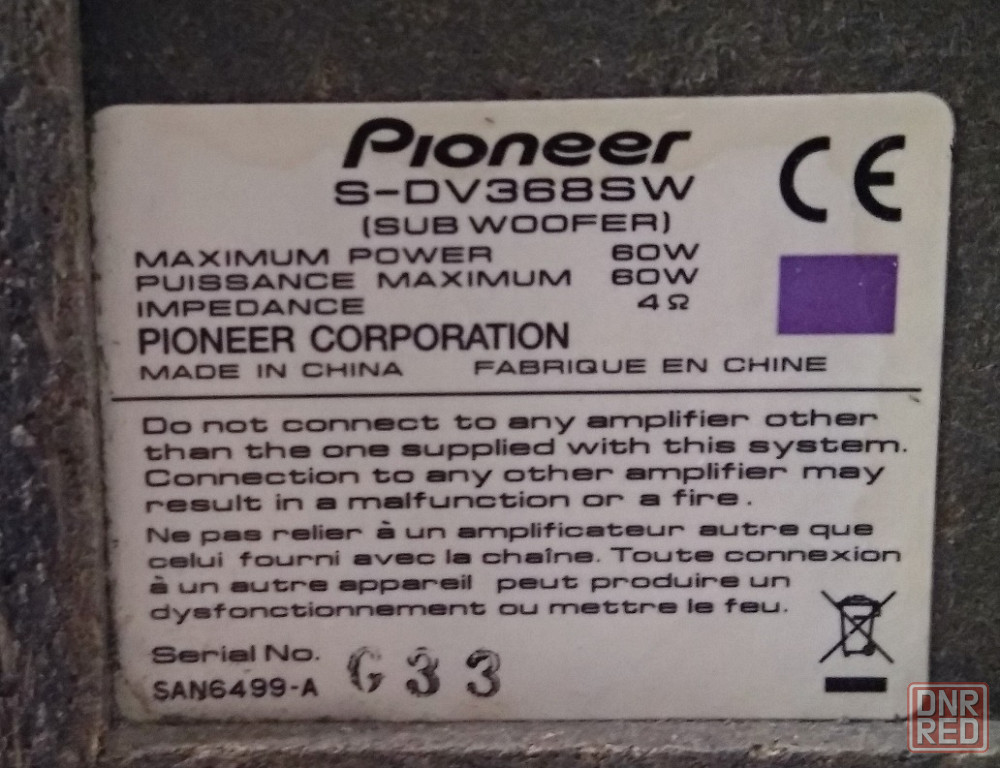 Pioneer
S-DV368SW
(SUB WOOFER)
CE
MAXIMUM POWER 60W
PUISSANCE MAXIMUM 60W
IMPEDANCE 4Ω
PIONEER CORPORATION
MADE IN CHINA FABRIQUE EN CHINE
Do not connect to any amplifier other
than the one supplied with this system.
Connection to any other amplifier may
result in a malfunction or a fire.
Ne pas relier à un amplificateur autre que
celui fourni avec la chaîne. Toute connexion
à un autre appareil peut produire un
dysfonctionnement ou mettre le feu.
Serial No. G33
SAN6499-A
DNR
RED